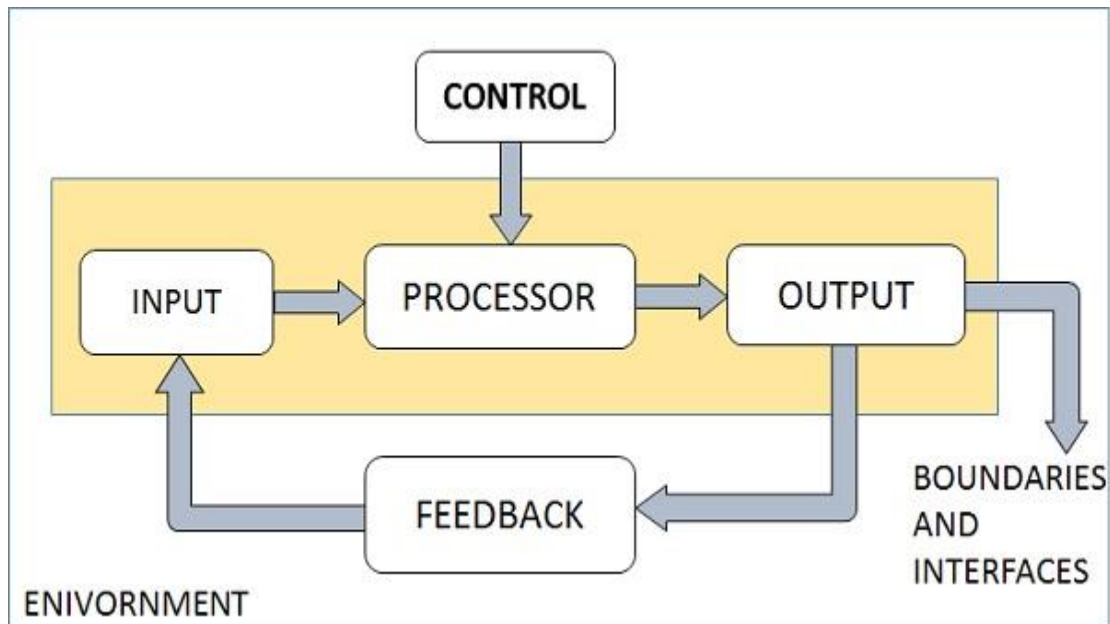 CONTROL
INPUT
PROCESSOR
OUTPUT
FEEDBACK
BOUNDARIES
AND
INTERFACES
ENIVORNMENT